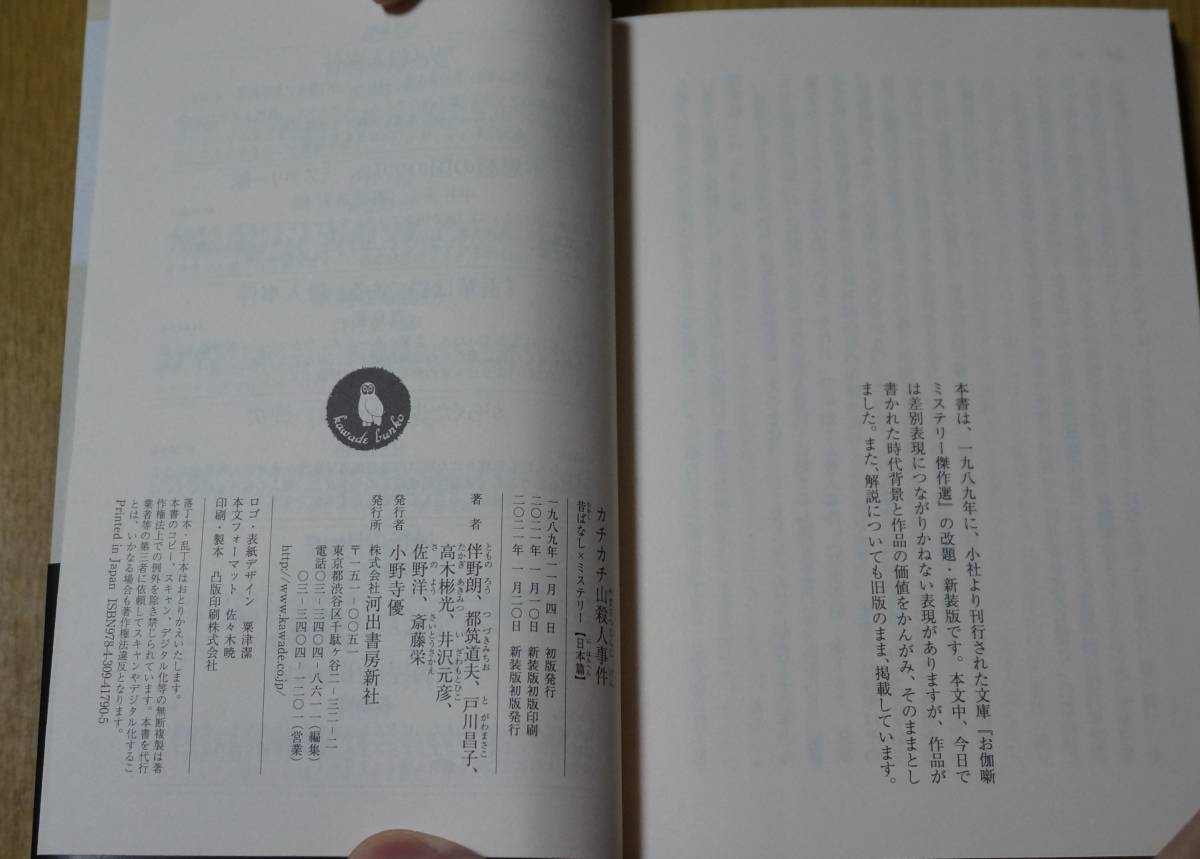 本書は、一九八九年に、小社より刊行された文庫『お伽噺
ミステリー傑作選』の改題・新装版です。本文中、今日で
は差別表現につながりかねない表現がありますが、作品が
書かれた時代背景と作品の価値をかんがみ、そのままとし
ました。また、解説についても旧版のまま、掲載しています。
kawade bunko
カチカチ山殺人事件
昔ばなし×ミステリー【日本篇】
一九八九年一一月四日 初版発行
二〇二一年 一月一〇日 新装版初版印刷
二〇二一年 一月二〇日 新装版初版発行
著 者 伴野朗、都筑道夫、戸川昌子、
高木彬光、井沢元彦、
佐野洋、斎藤栄
発行者 小野寺優
発行所 株式会社河出書房新社
〒一五一-〇〇五一
東京都渋谷区千駄ヶ谷二-三二-二
電話〇三-三四〇四-八六一一（編集）
〇三-三四〇四-一二〇一（営業）
http://www.kawade.co.jp/
ロゴ・表紙デザイン 粟津潔
本文フォーマット 佐々木暁
印刷・製本 凸版印刷株式会社
落丁本・乱丁本はおとりかえいたします。
本書のコピー、スキャン、デジタル化等の無断複製は著
作権法上での例外を除き禁じられています。本書を代行
業者等の第三者に依頼してスキャンやデジタル化するこ
とは、いかなる場合も著作権法違反となります。
Printed in Japan ISBN978-4-309-41790-5